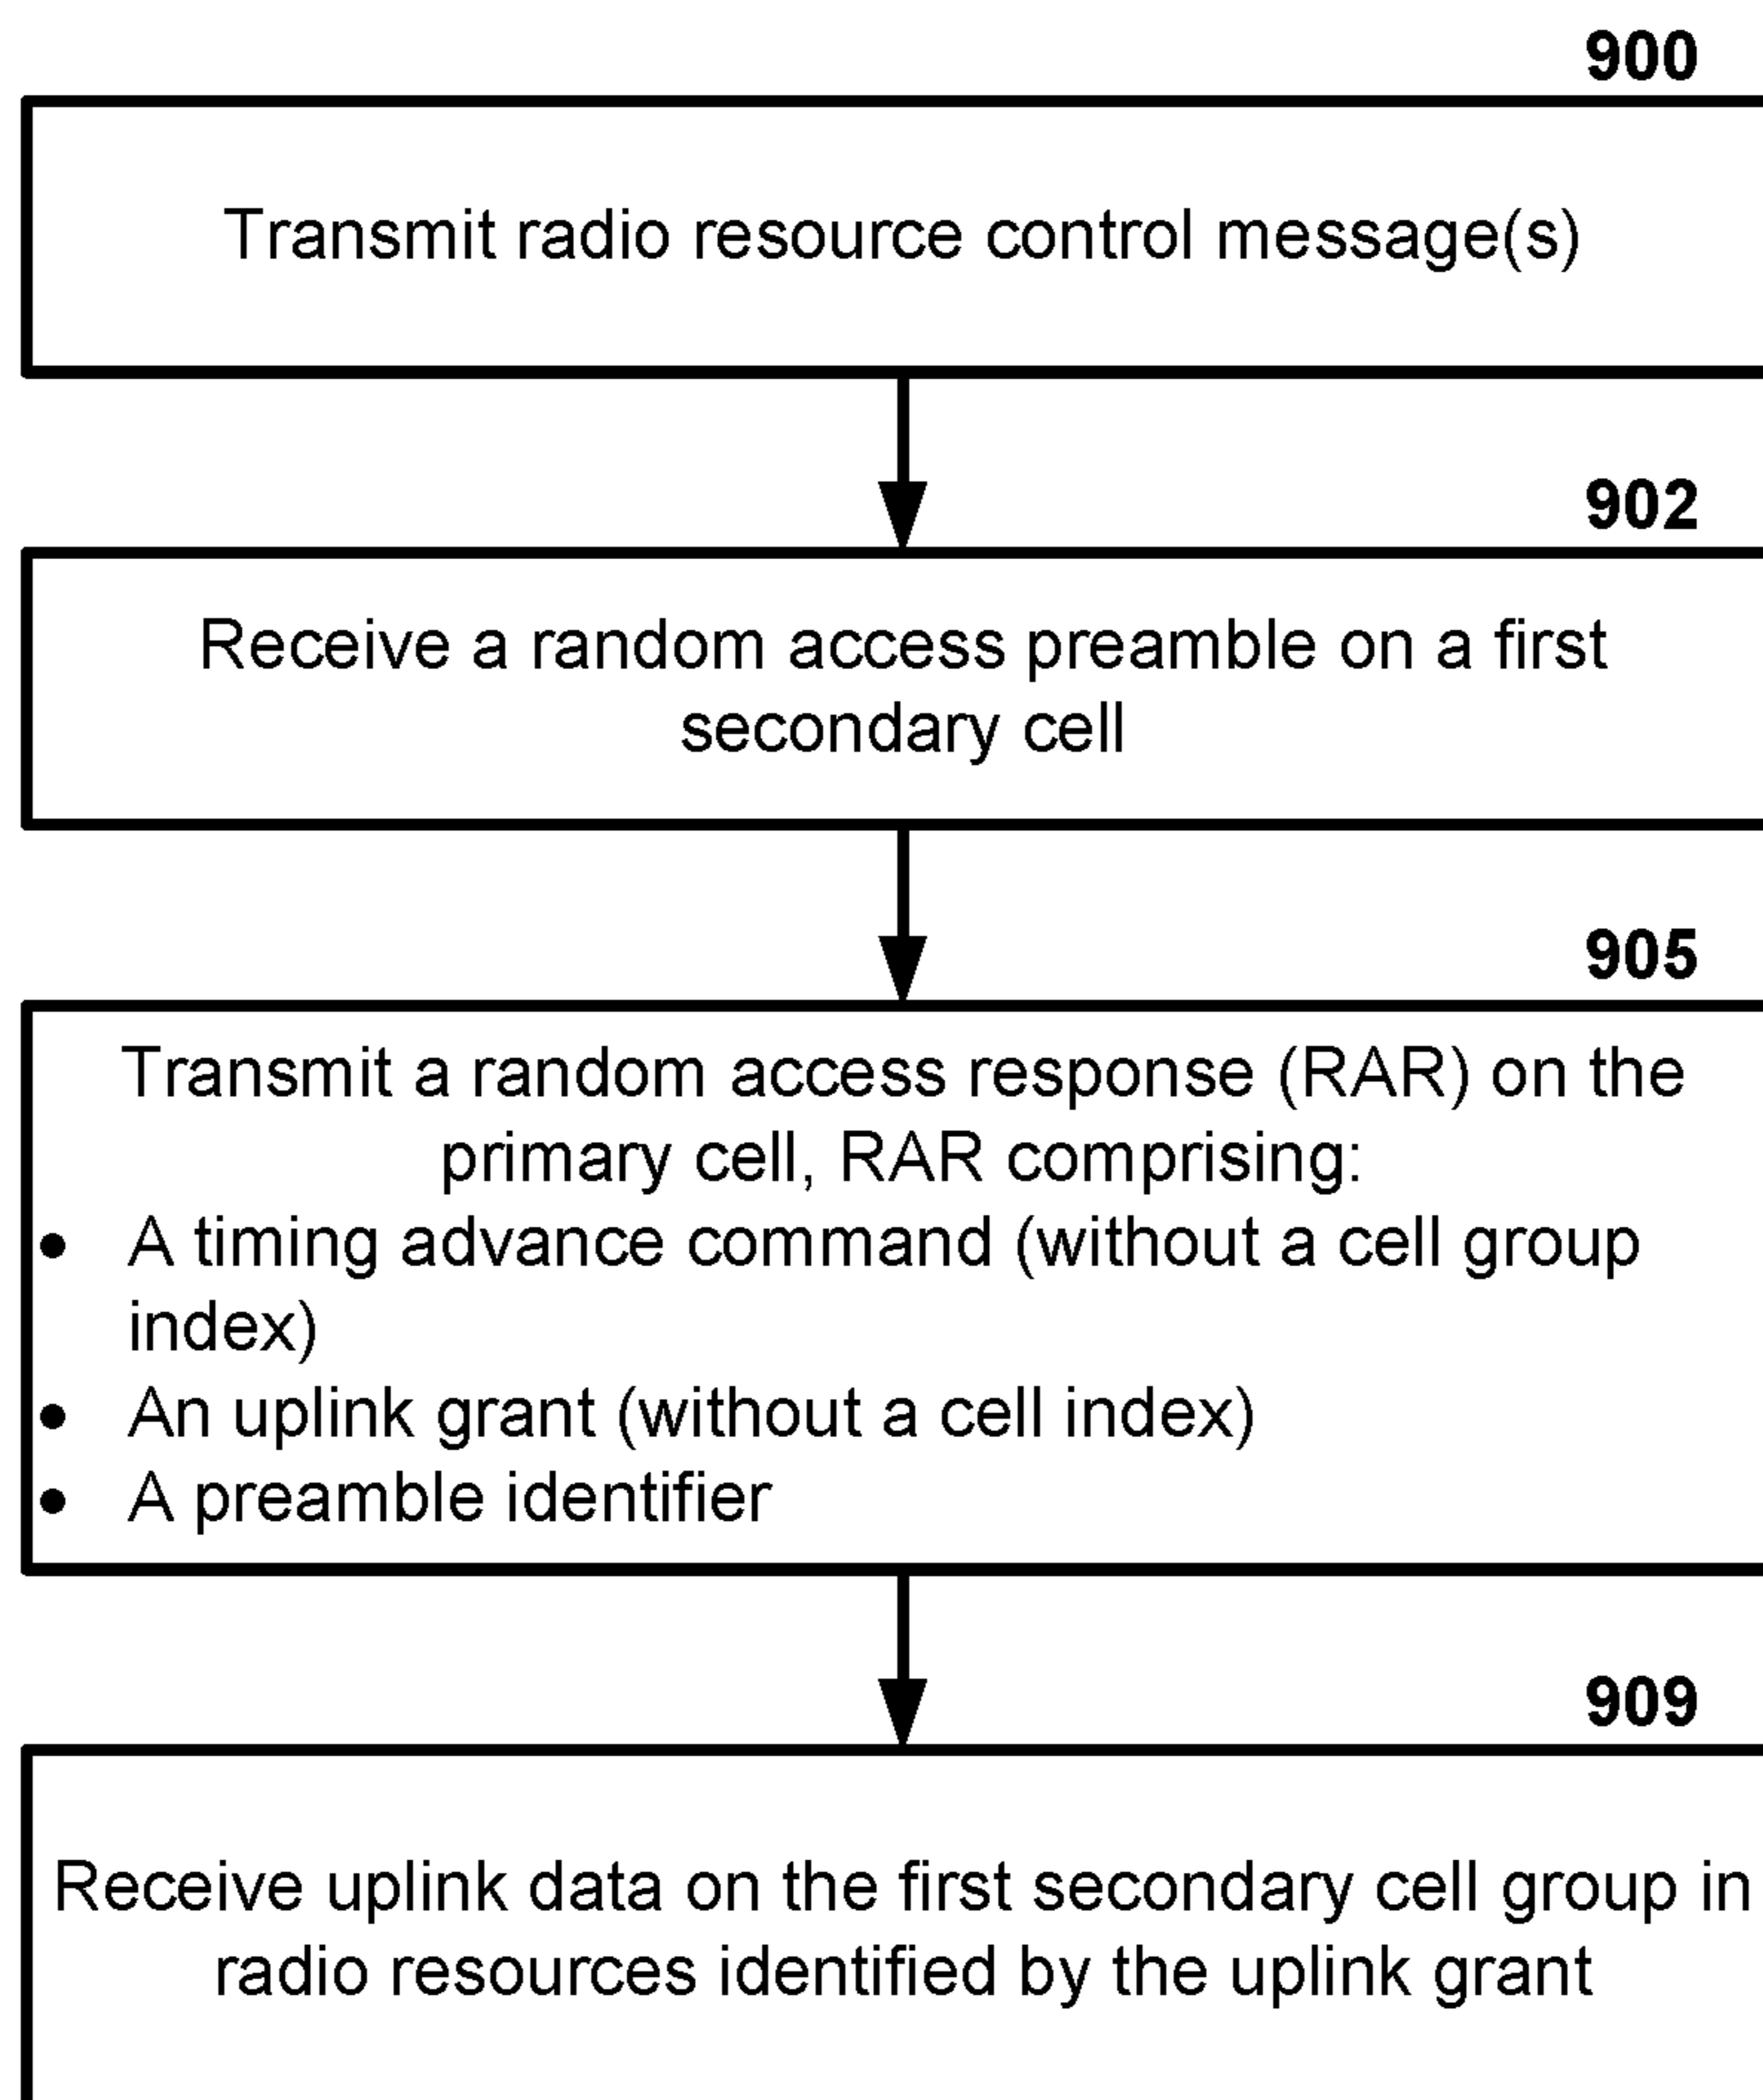 900
Transmit radio resource control message(s)
902
Receive a random access preamble on a first
secondary cell
905
Transmit a random access response (RAR) on the
primary cell, RAR comprising:
• A timing advance command (without a cell group
index)
• An uplink grant (without a cell index)
• A preamble identifier
909
Receive uplink data on the first secondary cell group in
radio resources identified by the uplink grant